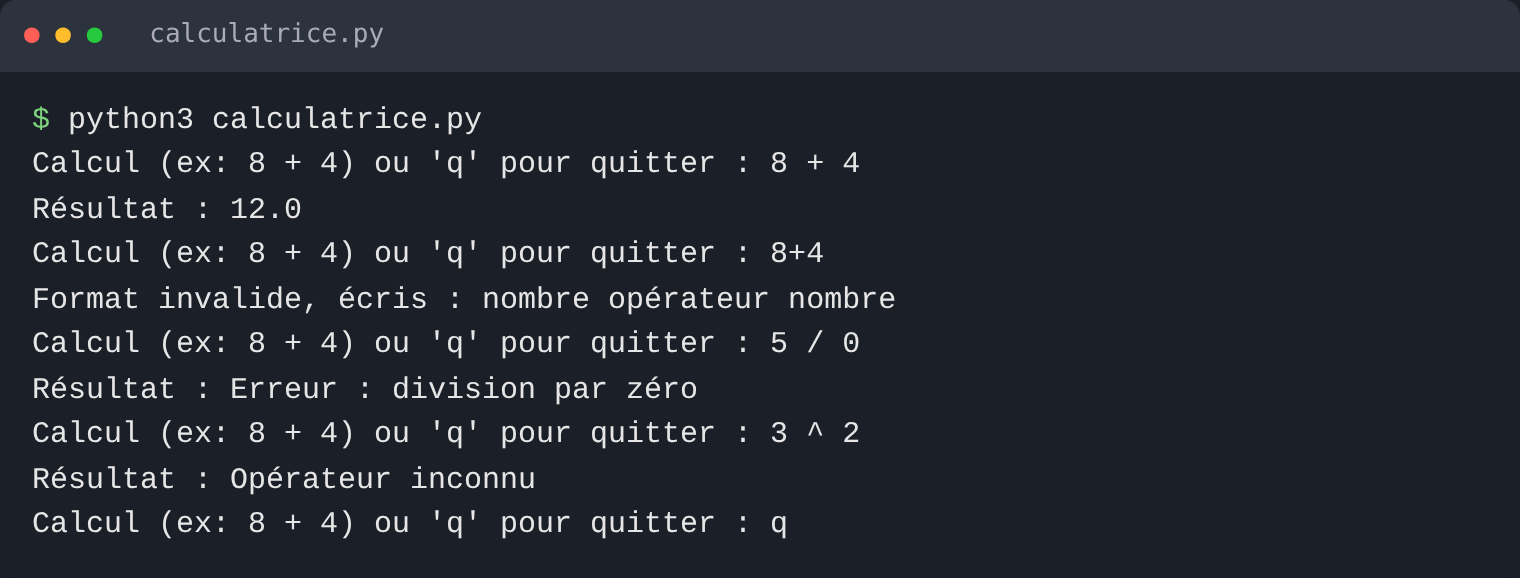 calculatrice.py
$ python3 calculatrice.py
Calcul (ex: 8 + 4) ou 'q' pour quitter : 8 + 4
Résultat : 12.0
Calcul (ex: 8 + 4) ou 'q' pour quitter : 8+4
Format invalide, écris : nombre opérateur nombre
Calcul (ex: 8 + 4) ou 'q' pour quitter : 5 / 0
Résultat : Erreur : division par zéro
Calcul (ex: 8 + 4) ou 'q' pour quitter : 3 ^ 2
Résultat : Opérateur inconnu
Calcul (ex: 8 + 4) ou 'q' pour quitter : q